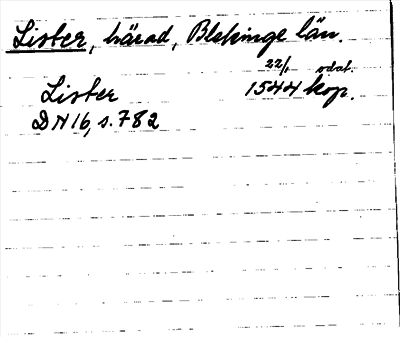 Lister, härad, Blekinge län.
22/1 odat.
Lister 1544 kop.
DN 16, s. 782